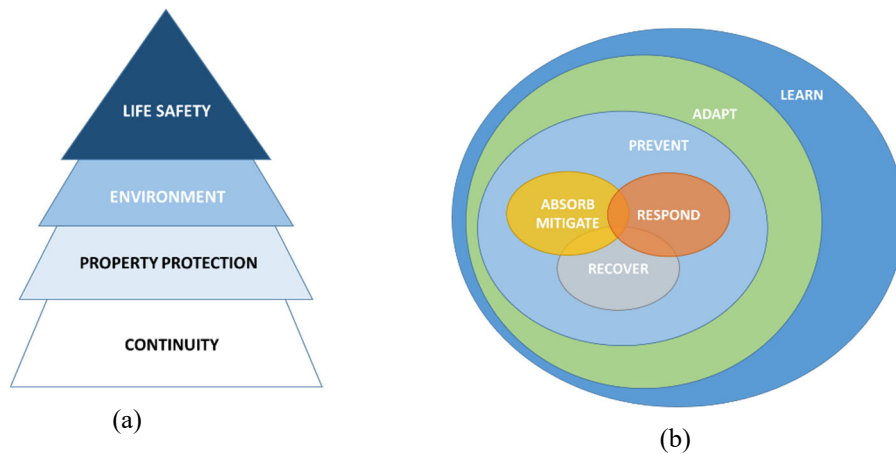 LIFE SAFETY
ENVIRONMENT
PROPERTY PROTECTION
CONTINUITY
(a)
LEARN
ADAPT
PREVENT
ABSORB
MITIGATE
RESPOND
RECOVER
(b)